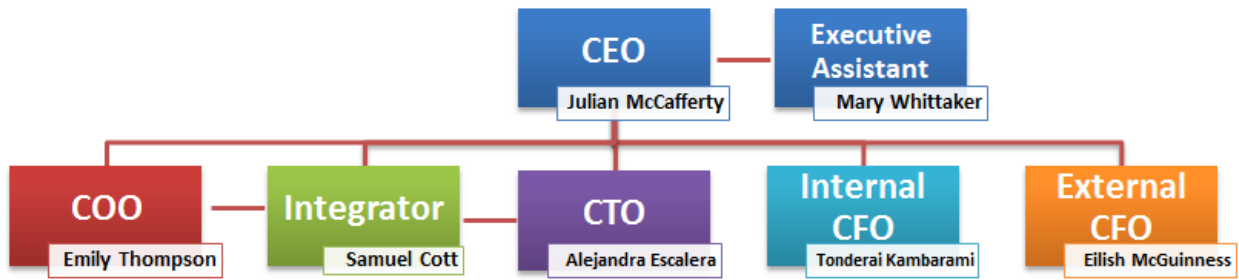 CEO
Julian McCafferty
Executive
Assistant
Mary Whittaker
COO
Emily Thompson
Integrator
Samuel Cott
CTO
Alejandra Escalera
Internal
CFO
Tonderai Kambarami
External
CFO
Eilish McGuinness